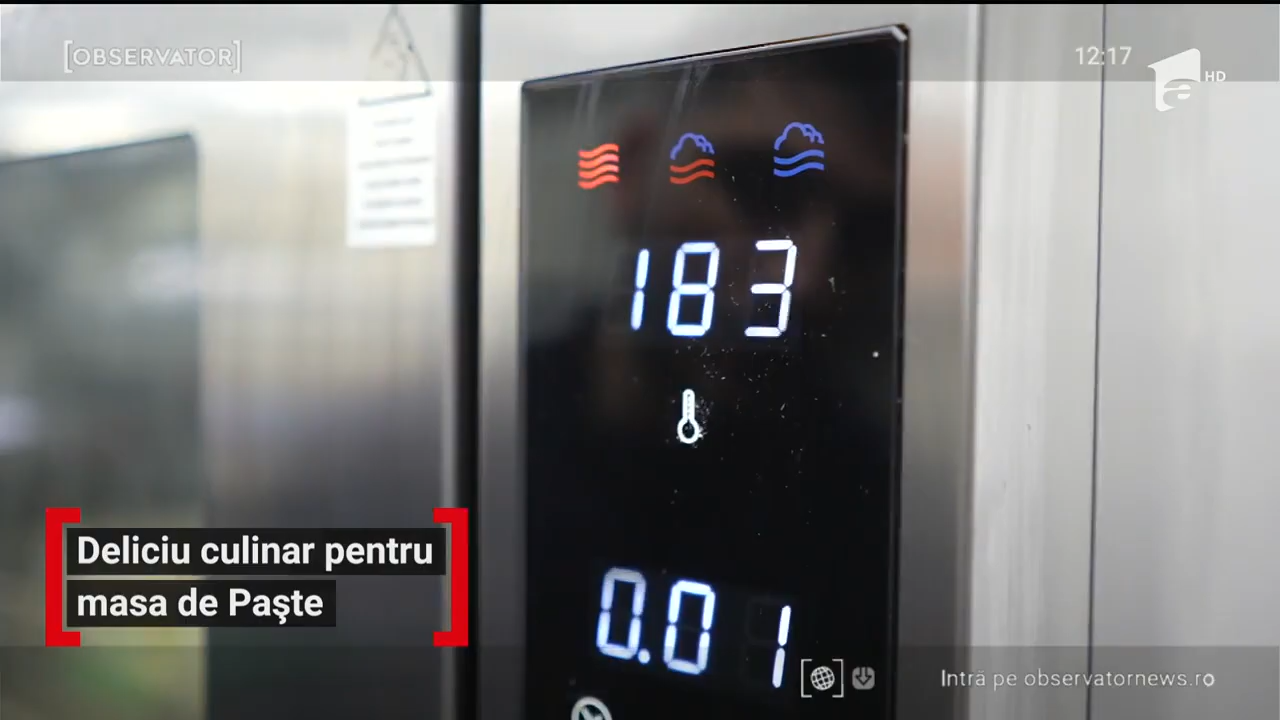 [OBSERVATOR]
12:17
HD
183
0.01
Deliciu culinar pentru
masa de Paşte
Intră pe observatornews.ro